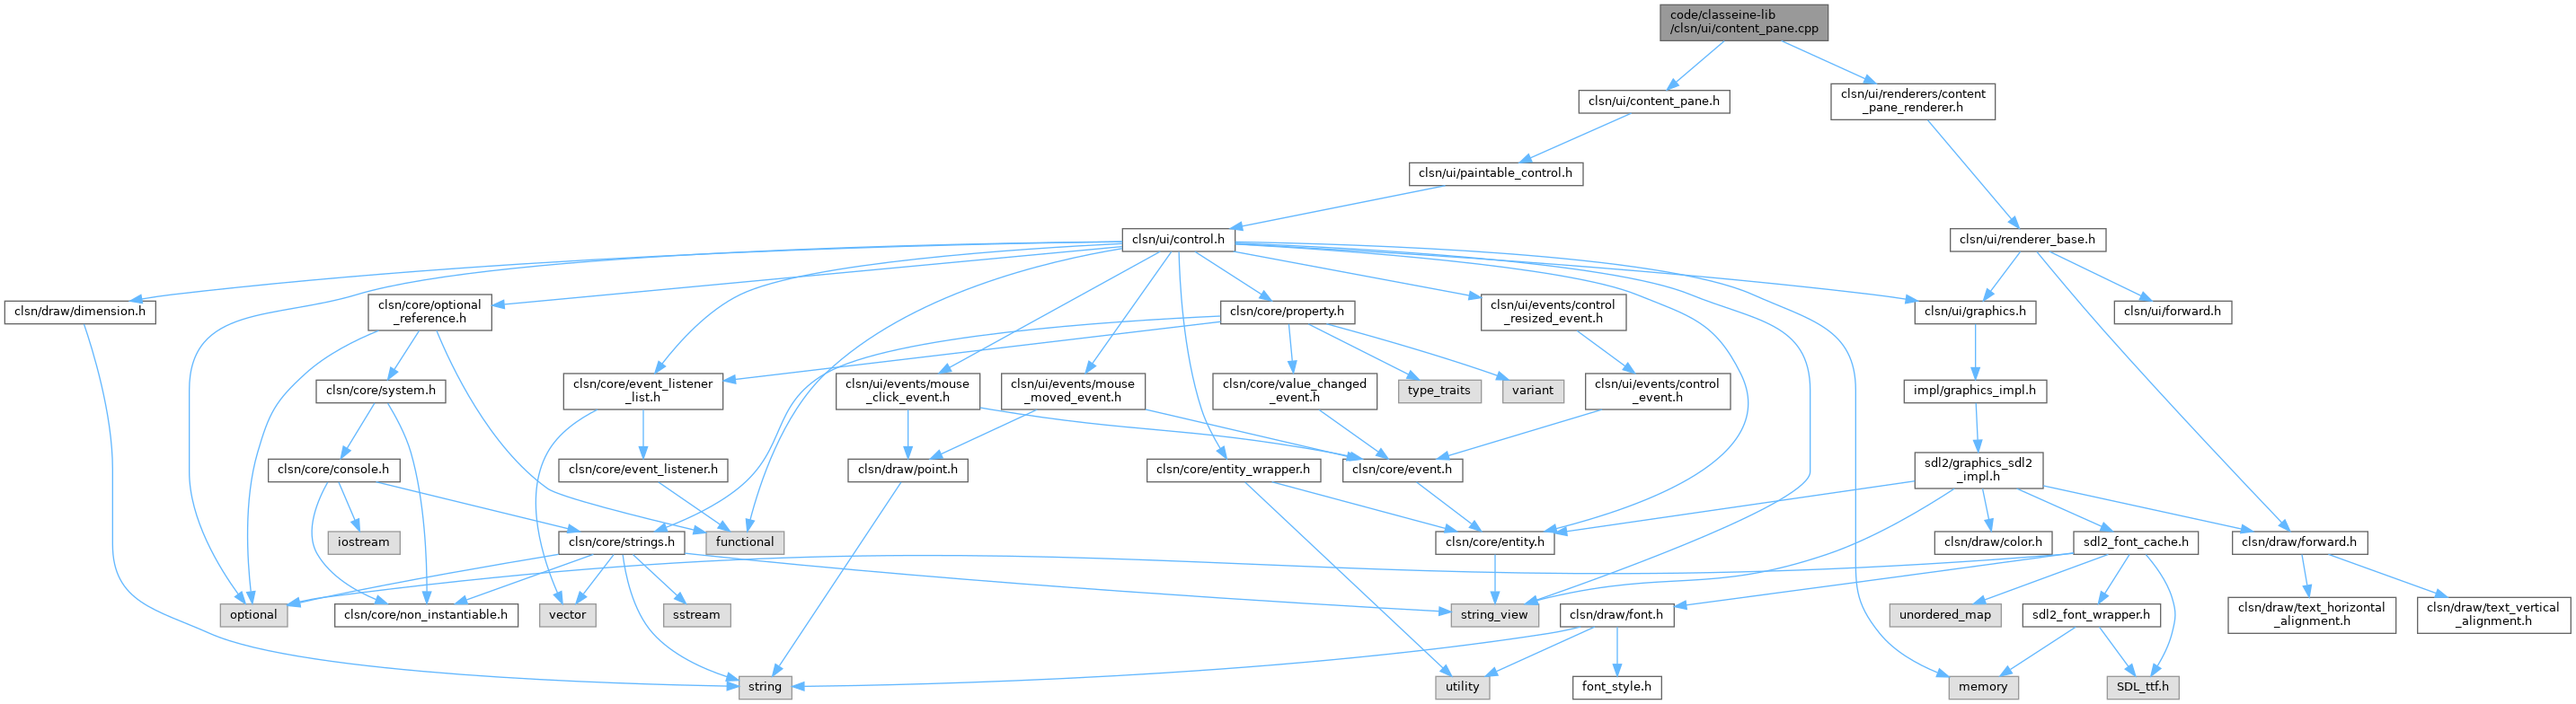 code/classeine-lib
/clsn/ui/content_pane.cpp
clsn/ui/content_pane.h
clsn/ui/renderers/content
_pane_renderer.h
clsn/ui/paintable_control.h
clsn/ui/control.h
clsn/ui/renderer_base.h
clsn/draw/dimension.h
clsn/core/optional
_reference.h
clsn/core/property.h
clsn/ui/events/control
_resized_event.h
clsn/ui/graphics.h
clsn/ui/forward.h
clsn/core/system.h
clsn/core/event_listener
_list.h
clsn/ui/events/mouse
_click_event.h
clsn/ui/events/mouse
_moved_event.h
clsn/core/value_changed
_event.h
type_traits
variant
clsn/ui/events/control
_event.h
impl/graphics_impl.h
clsn/core/console.h
clsn/core/event_listener.h
clsn/draw/point.h
clsn/core/entity_wrapper.h
clsn/core/event.h
sdl2/graphics_sdl2
_impl.h
iostream
clsn/core/strings.h
functional
clsn/core/entity.h
clsn/draw/color.h
sdl2_font_cache.h
clsn/draw/forward.h
optional
clsn/core/non_instantiable.h
vector
sstream
string_view
clsn/draw/font.h
unordered_map
sdl2_font_wrapper.h
clsn/draw/text_horizontal
_alignment.h
clsn/draw/text_vertical
_alignment.h
string
utility
font_style.h
memory
SDL_ttf.h